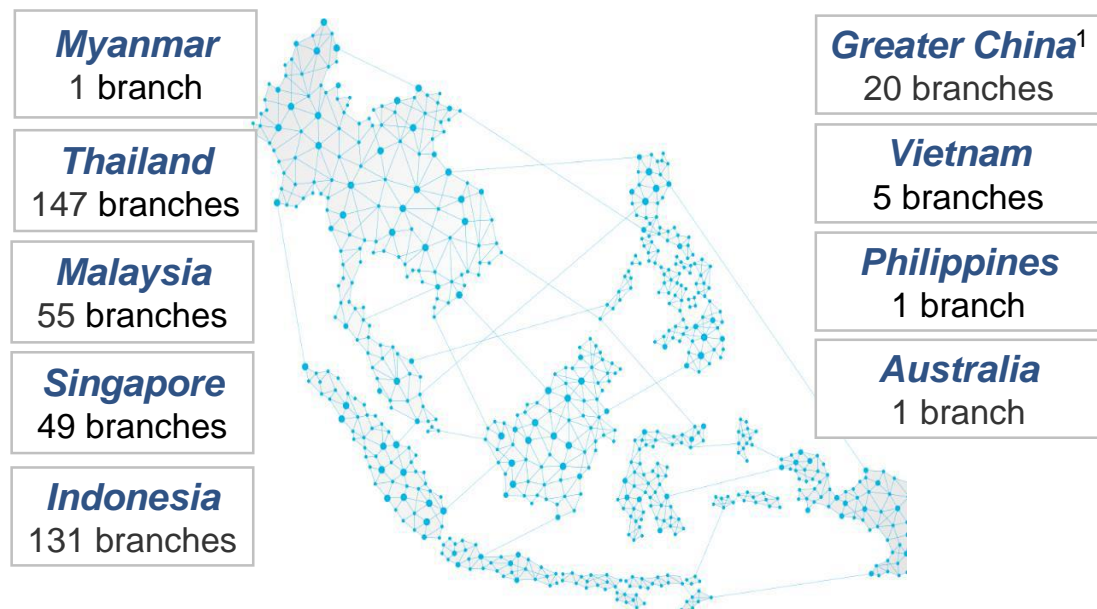 Myanmar
1 branch
Thailand
147 branches
Malaysia
55 branches
Singapore
49 branches
Indonesia
131 branches
Greater China¹
20 branches
Vietnam
5 branches
Philippines
1 branch
Australia
1 branch